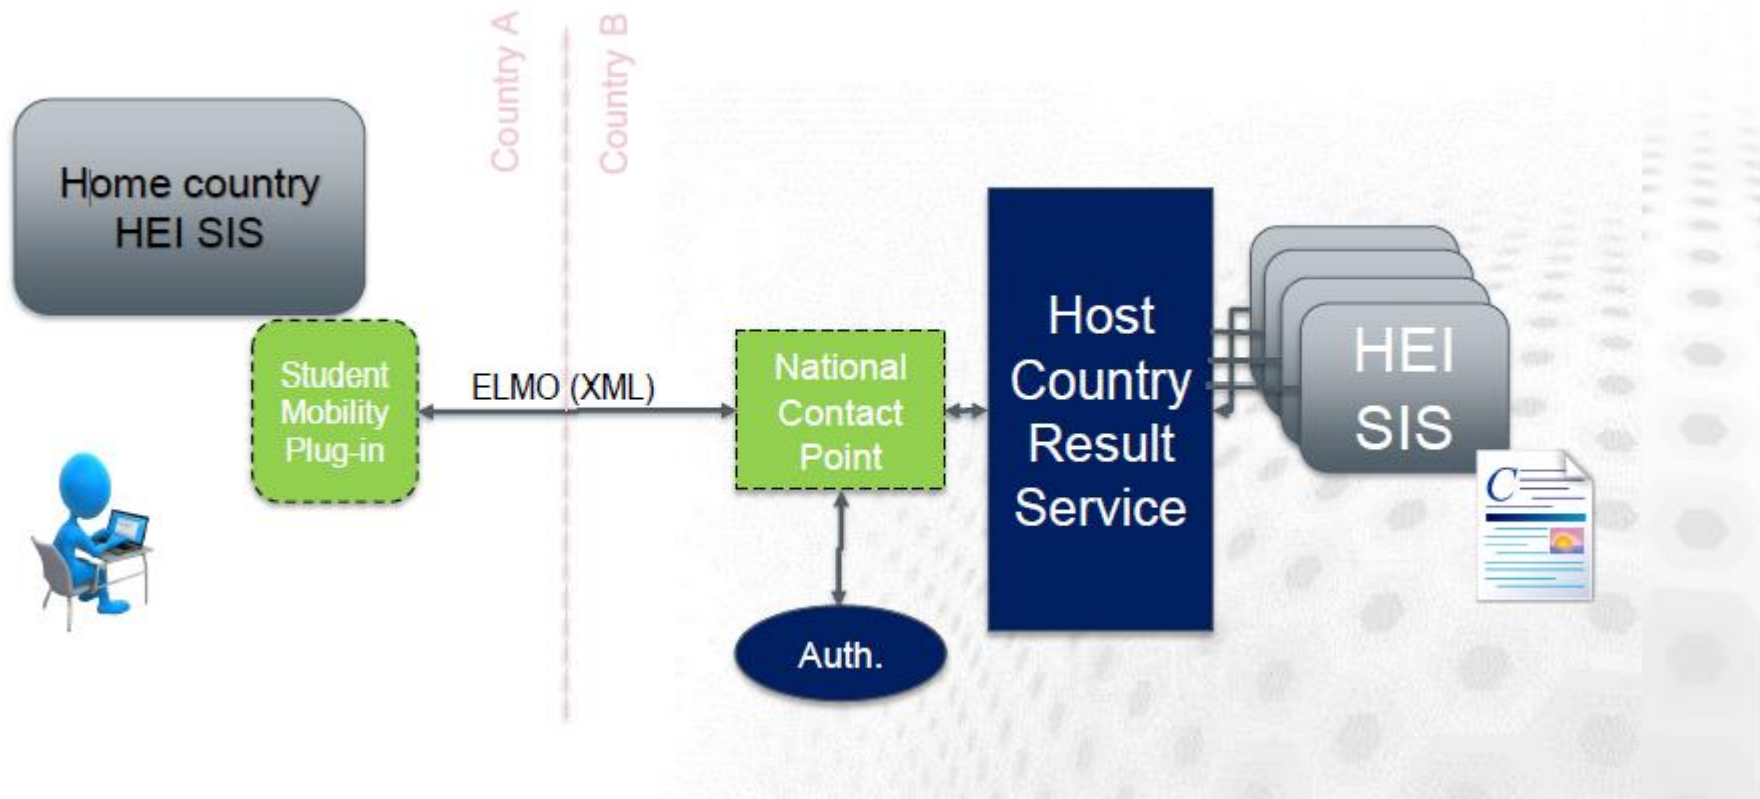 Country A
Country B
Home country
HEI SIS
Student
Mobility
Plug-in
ELMO (XML)
National
Contact
Point
Auth.
Host
Country
Result
Service
HEI
SIS
C